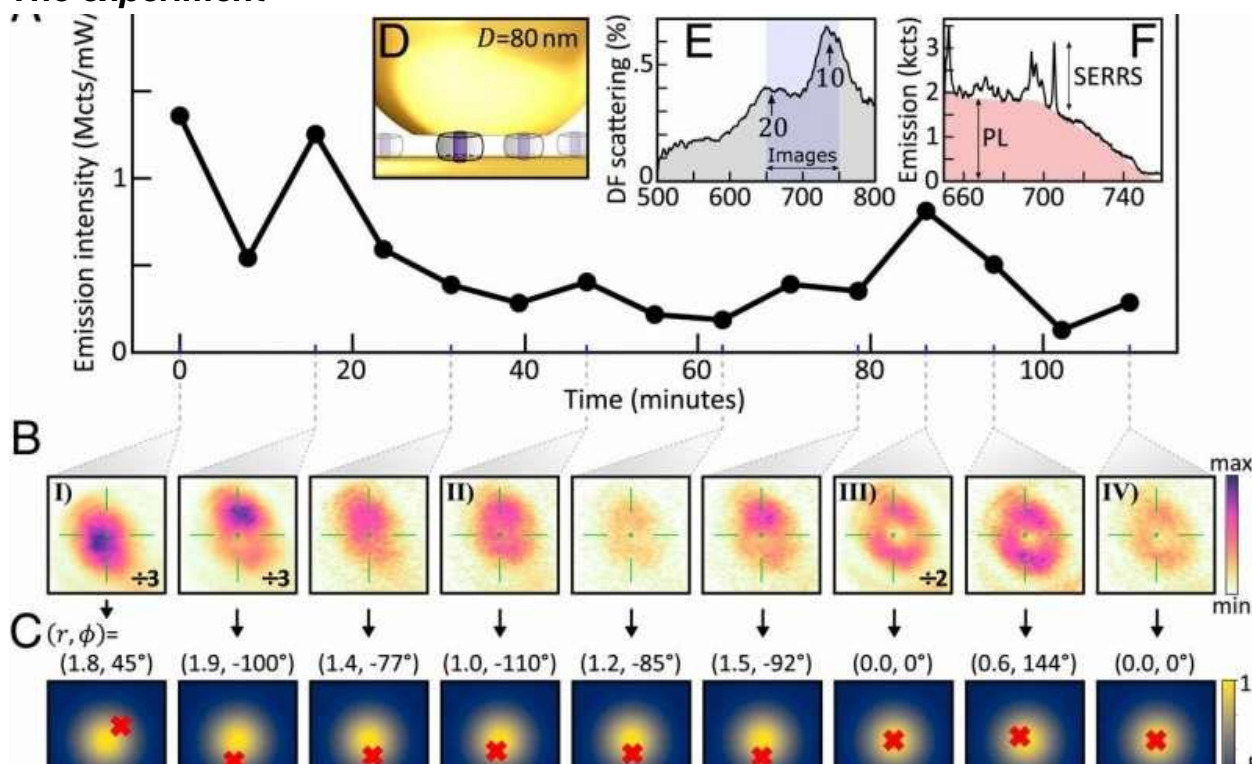 The experiment
Emission intensity (Mcts/mW/
1
0
0
20
40
60
80
100
Time (minutes)
D
D=80 nm
E
DF scattering (%)
.5
0
20
10
Images
500
600
700
800
F
Emission (kcts)
3
2
1
0
SERRS
PL
660
700
740
B
I)
II)
III)
IV)
÷3
÷3
÷2
max
min
C
(r, ϕ)=
(1.8, 45°) (1.9, -100°) (1.4, -77°) (1.0, -110°) (1.2, -85°) (1.5, -92°) (0.0, 0°) (0.6, 144°) (0.0, 0°)
1